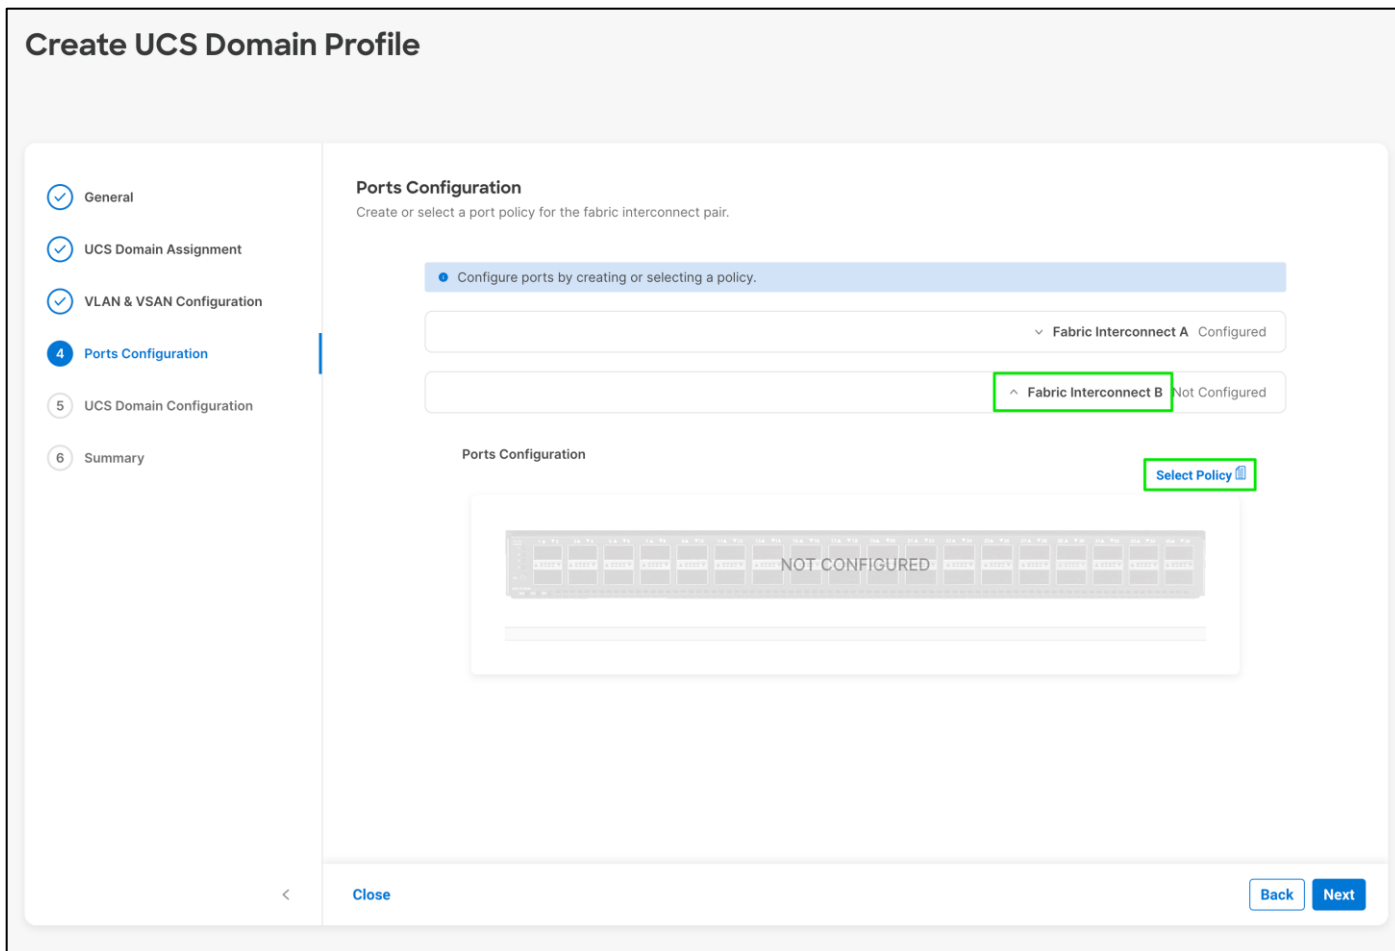 Create UCS Domain Profile
General
UCS Domain Assignment
VLAN & VSAN Configuration
4 Ports Configuration
5 UCS Domain Configuration
6 Summary
Ports Configuration
Create or select a port policy for the fabric interconnect pair.
Configure ports by creating or selecting a policy.
Fabric Interconnect A Configured
Fabric Interconnect B Not Configured
Ports Configuration
Select Policy
NOT CONFIGURED
Close
Back Next